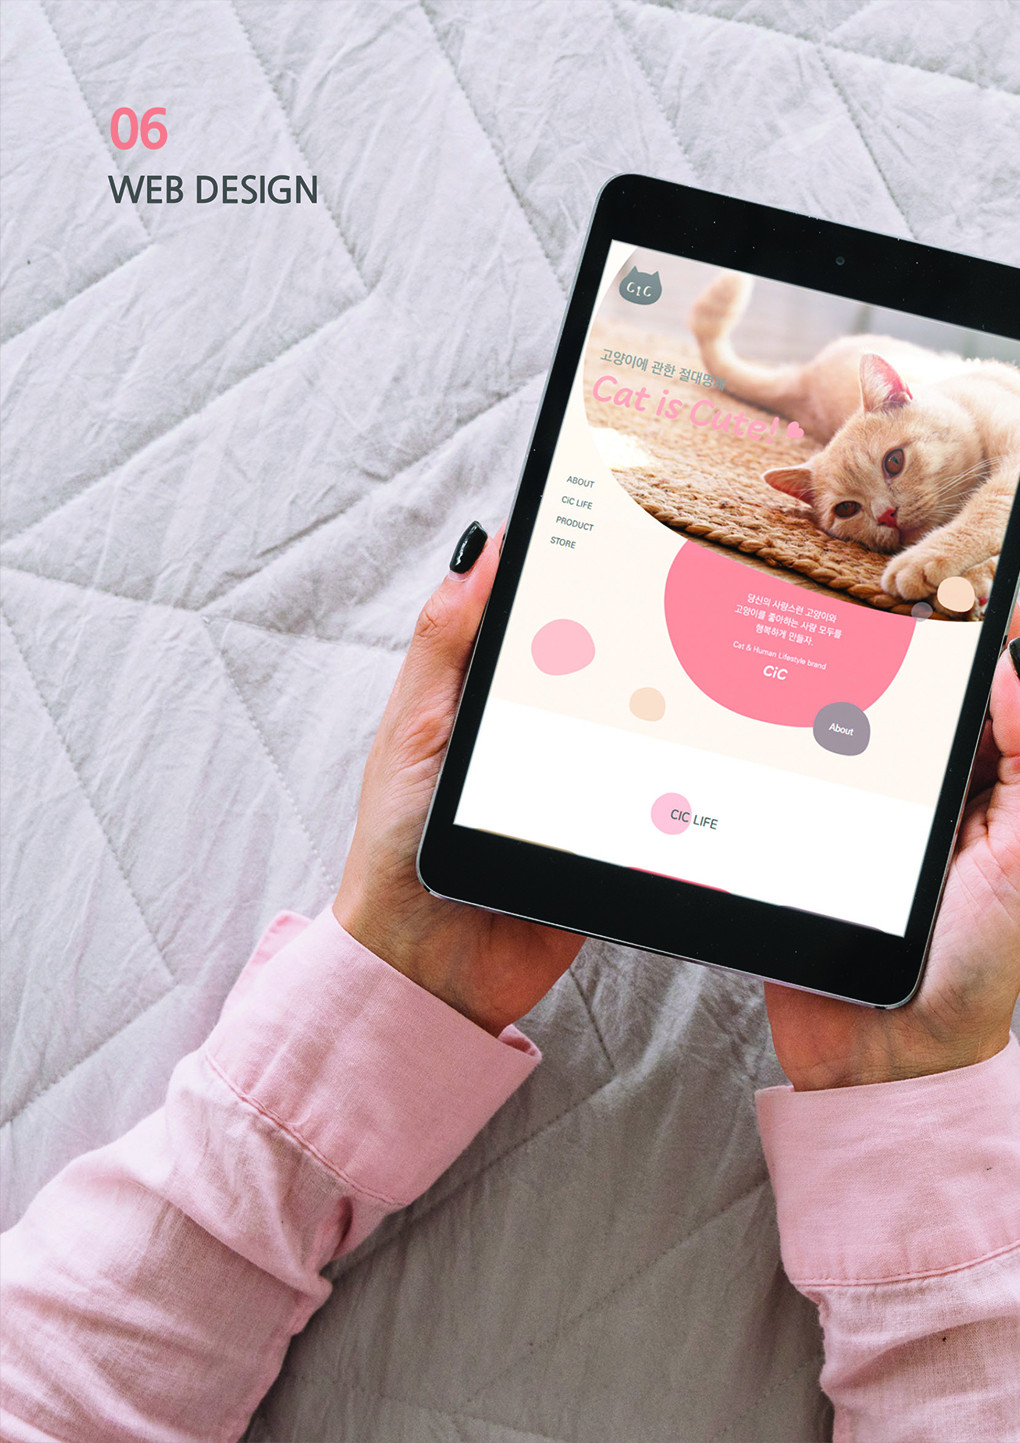 06
WEB DESIGN
CiC
고양이에 관한 절대명제
Cat is Cute!
ABOUT
CiC LIFE
PRODUCT
STORE
당신의 사랑스런 고양이와
고양이를 좋아하는 사람 모두를
행복하게 만들자.
Cat & Human Lifestyle brand
CiC
About
CIC LIFE